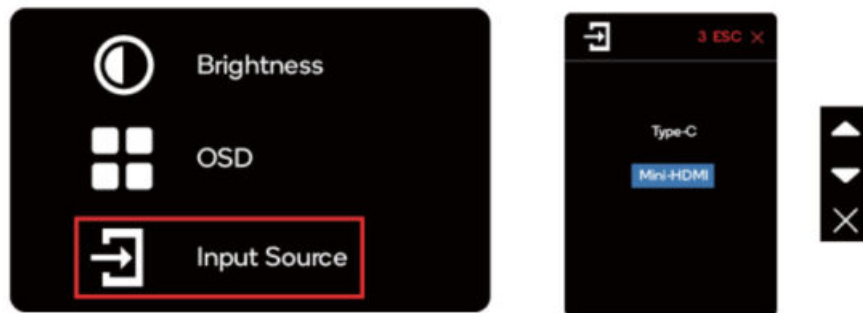 Brightness
OSD
Input Source
3 ESC ×
Type-C
Mini-HDMI